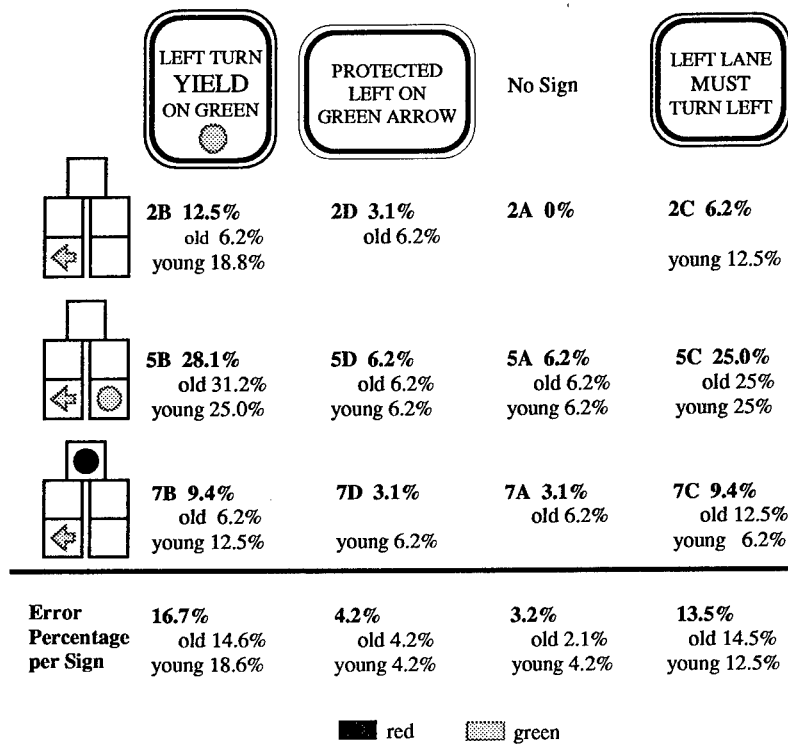 LEFT TURN
YIELD
ON GREEN
PROTECTED
LEFT ON
GREEN ARROW
No Sign
LEFT LANE
MUST
TURN LEFT
2B 12.5%
old 6.2%
young 18.8%
2D 3.1%
old 6.2%
2A 0%
2C 6.2%
young 12.5%
5B 28.1%
old 31.2%
young 25.0%
5D 6.2%
old 6.2%
young 6.2%
5A 6.2%
old 6.2%
young 6.2%
5C 25.0%
old 25%
young 25%
7B 9.4%
old 6.2%
young 12.5%
7D 3.1%
young 6.2%
7A 3.1%
old 6.2%
7C 9.4%
old 12.5%
young 6.2%
Error
Percentage
per Sign
16.7%
old 14.6%
young 18.6%
4.2%
old 4.2%
young 4.2%
3.2%
old 2.1%
young 4.2%
13.5%
old 14.5%
young 12.5%
red
green